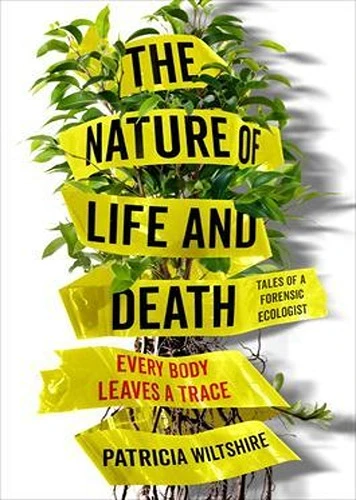 THE
NATURE OF
LIFE AND
DEATH
TALES OF A
FORENSIC
ECOLOGIST
EVERY BODY
LEAVES A TRACE
PATRICIA WILTSHIRE